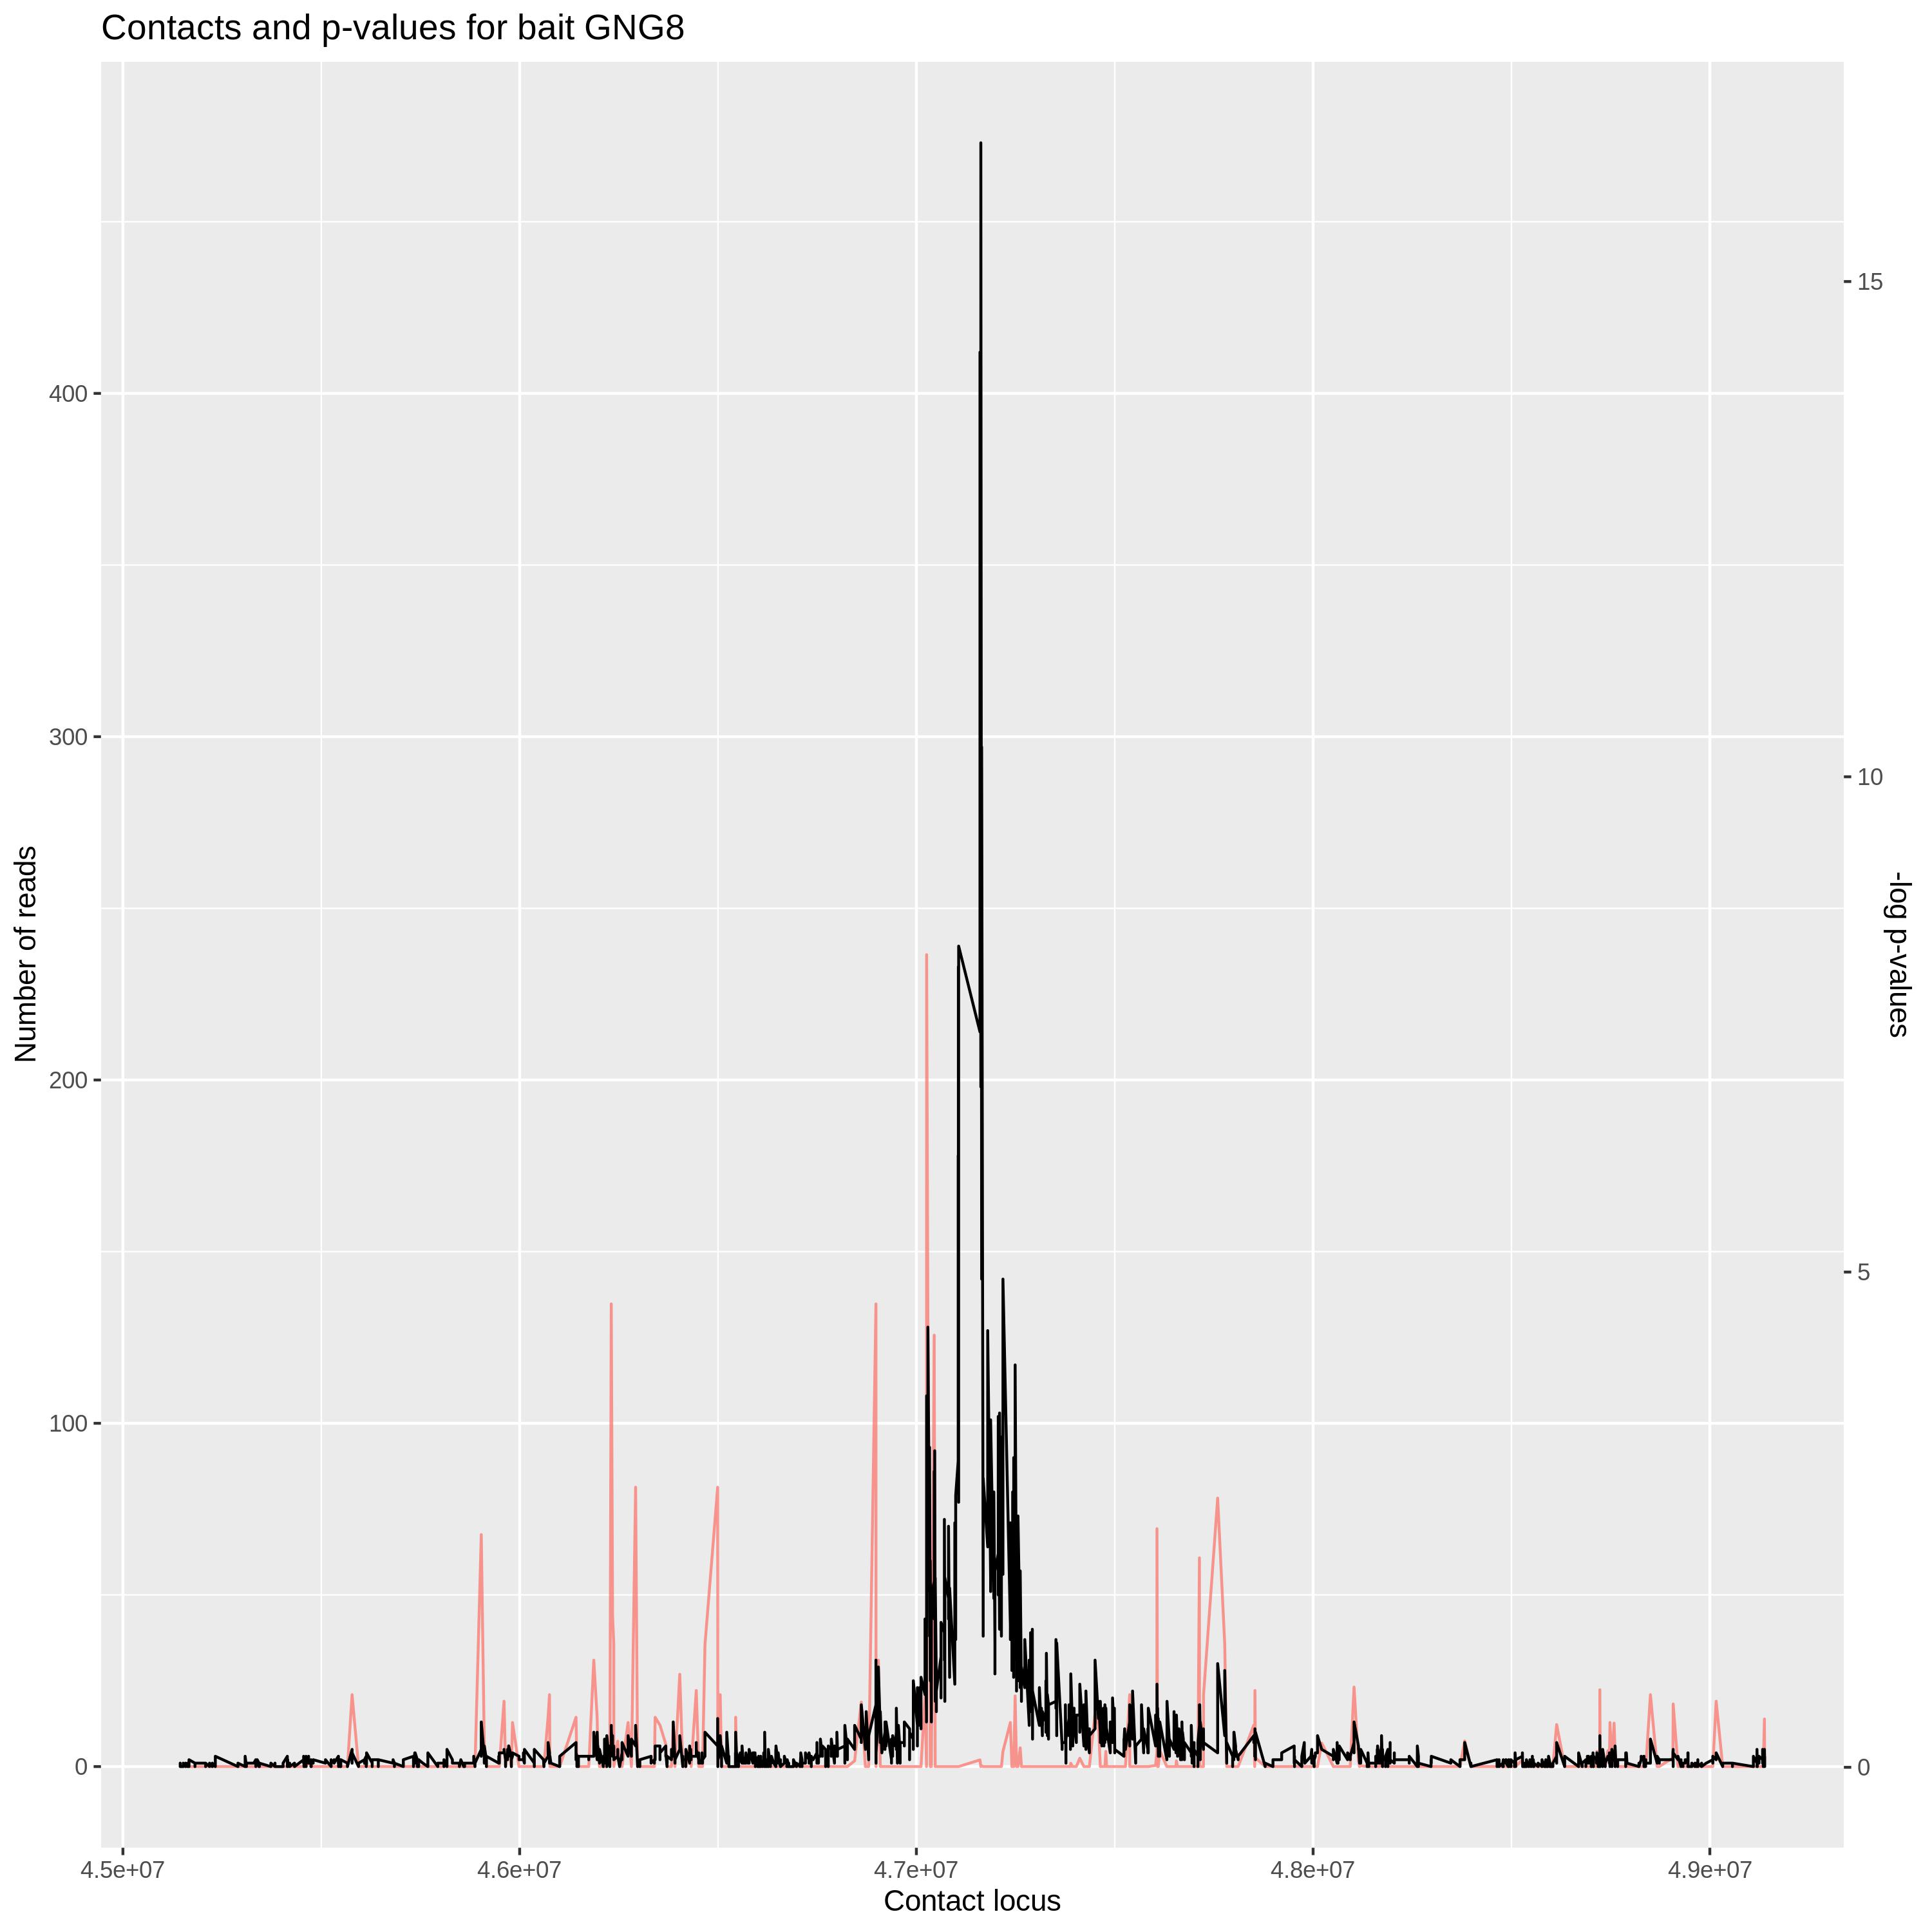 Contacts and p-values for bait GNG8
Number of reads
400
300
200
100
0
15
10
5
0
-log p-values
4.5e+07
4.6e+07
4.7e+07
4.8e+07
4.9e+07
Contact locus